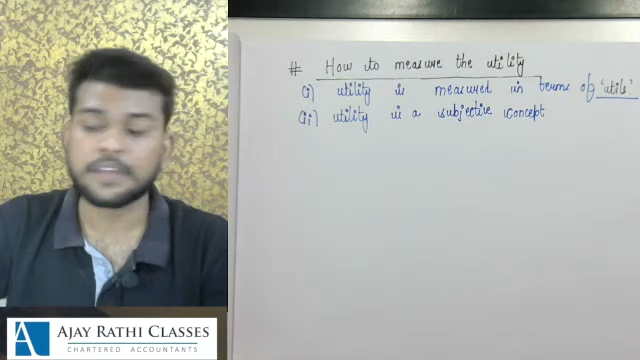 # How to measure the utility
(i) utility is measured in terms of 'utils'
(ii) utility is a subjective concept
A AJAY RATHI CLASSES
CHARTERED ACCOUNTANTS